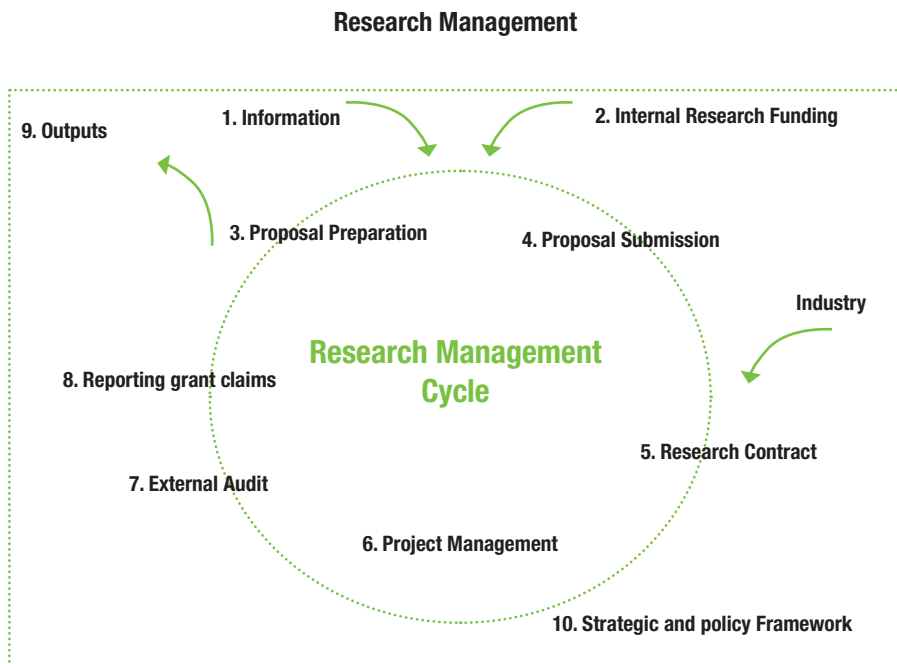 Research Management
1. Information
2. Internal Research Funding
9. Outputs
3. Proposal Preparation
4. Proposal Submission
Industry
Research Management
Cycle
8. Reporting grant claims
5. Research Contract
7. External Audit
6. Project Management
10. Strategic and policy Framework